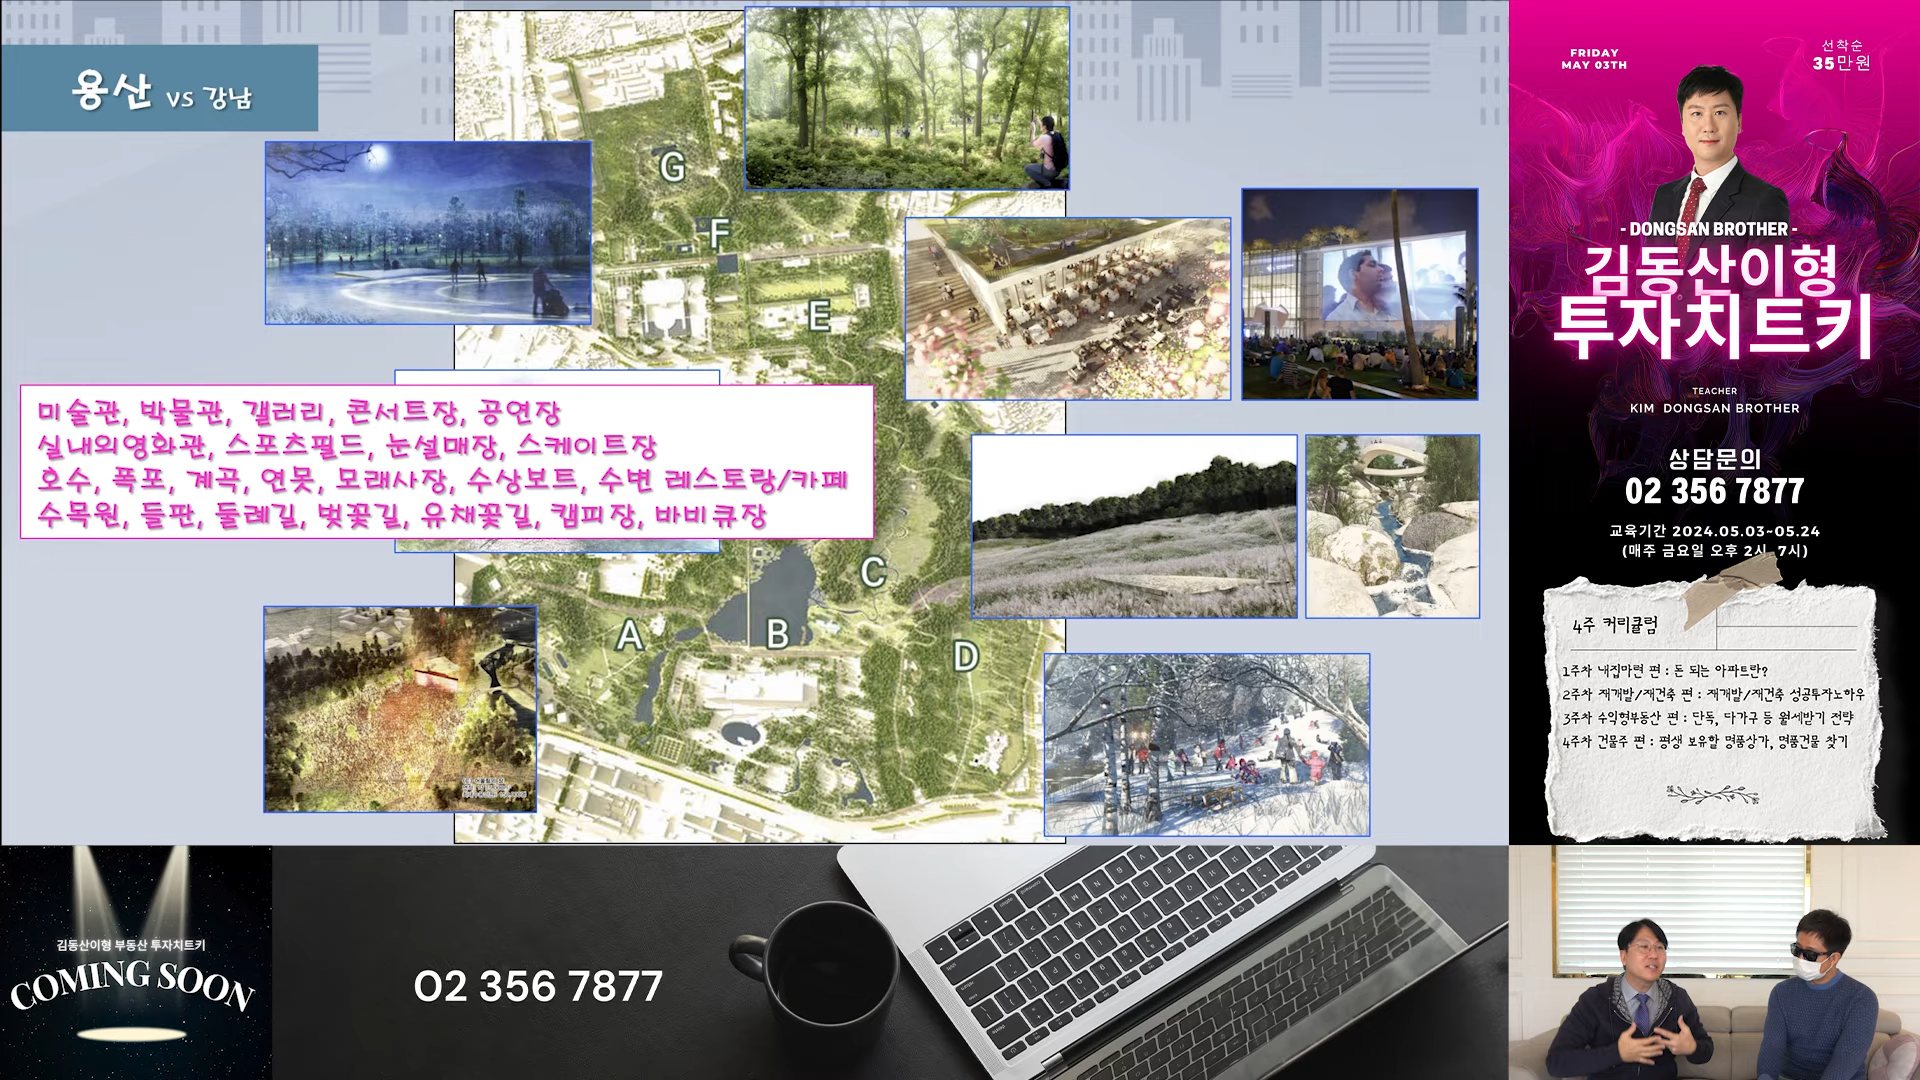 용산 vs 강남
G
F
E
미술관, 박물관, 갤러리, 콘서트장, 공연장
실내외영화관, 스포츠필드, 눈설매장, 스케이트장
호수, 폭포, 계곡, 연못, 모래사장, 수상보트, 수변 레스토랑/카페
수목원, 들판, 둘레길, 벚꽃길, 유채꽃길, 캠피장, 바비큐장
C
A
B
D
FRIDAY
MAY 03TH
선착순
35만원
- DONGSAN BROTHER -
김동산이형
투자치트키
TEACHER
KIM DONGSAN BROTHER
상담문의
02 356 7877
교육기간 2024.05.03~05.24
(매주 금요일 오후 2시, 7시)
4주 커리큘럼
1주차 내집마련 편 : 돈 되는 아파트란?
2주차 재개발/재건축 편 : 재개발/재건축 성공투자노하우
3주차 수익형부동산 편 : 단독, 다가구 등 월세받기 전략
4주차 건물주 편 : 평생 보유할 명품상가, 명품건물 찾기
김동산이형 부동산 투자치트키
COMING SOON
02 356 7877